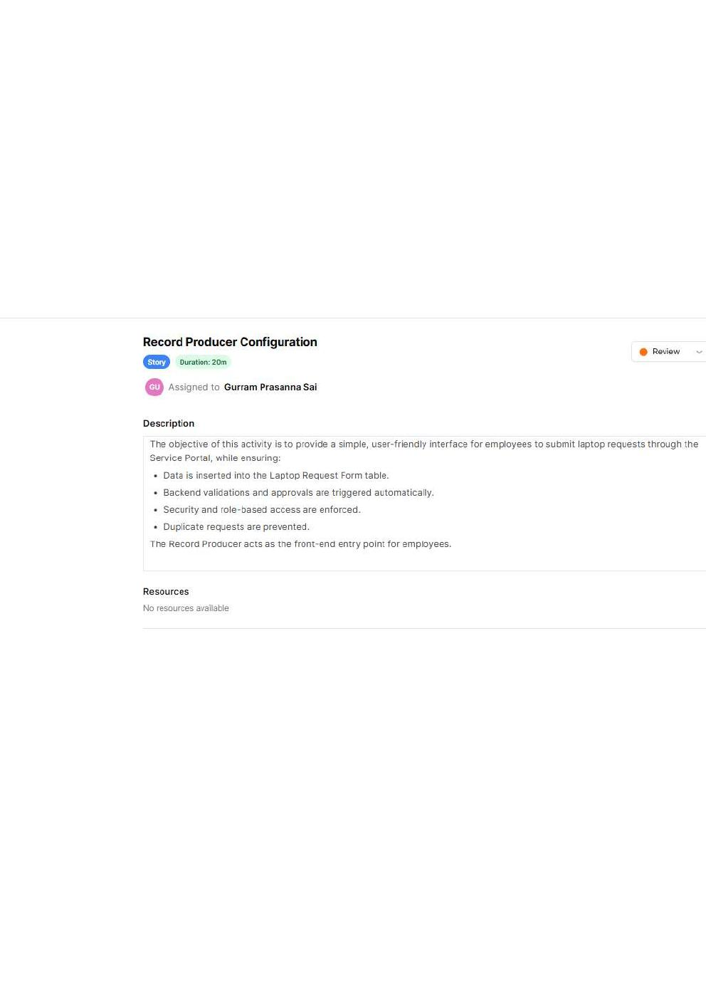 Record Producer Configuration
Review
Story
Duration: 20m
GU
Assigned to Gurram Prasanna Sai
Description
The objective of this activity is to provide a simple, user-friendly interface for employees to submit laptop requests through the
Service Portal, while ensuring:
• Data is inserted into the Laptop Request Form table.
• Backend validations and approvals are triggered automatically.
• Security and role-based access are enforced.
• Duplicate requests are prevented.
The Record Producer acts as the front-end entry point for employees.
Resources
No resources available